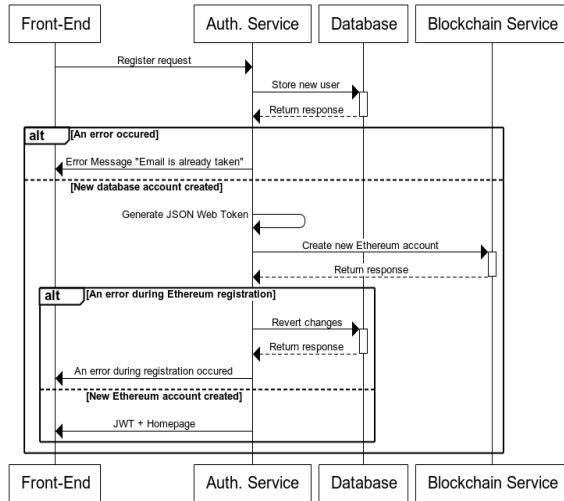 Front-End
Auth. Service
Database
Blockchain Service
Register request
Store new user
Return response
alt
[An error occured]
Error Message "Email is already taken"
[New database account created]
Generate JSON Web Token
Create new Ethereum account
Return response
alt
[An error during Ethereum registration]
Revert changes
Return response
An error during registration occured
[New Ethereum account created]
JWT + Homepage
Front-End
Auth. Service
Database
Blockchain Service